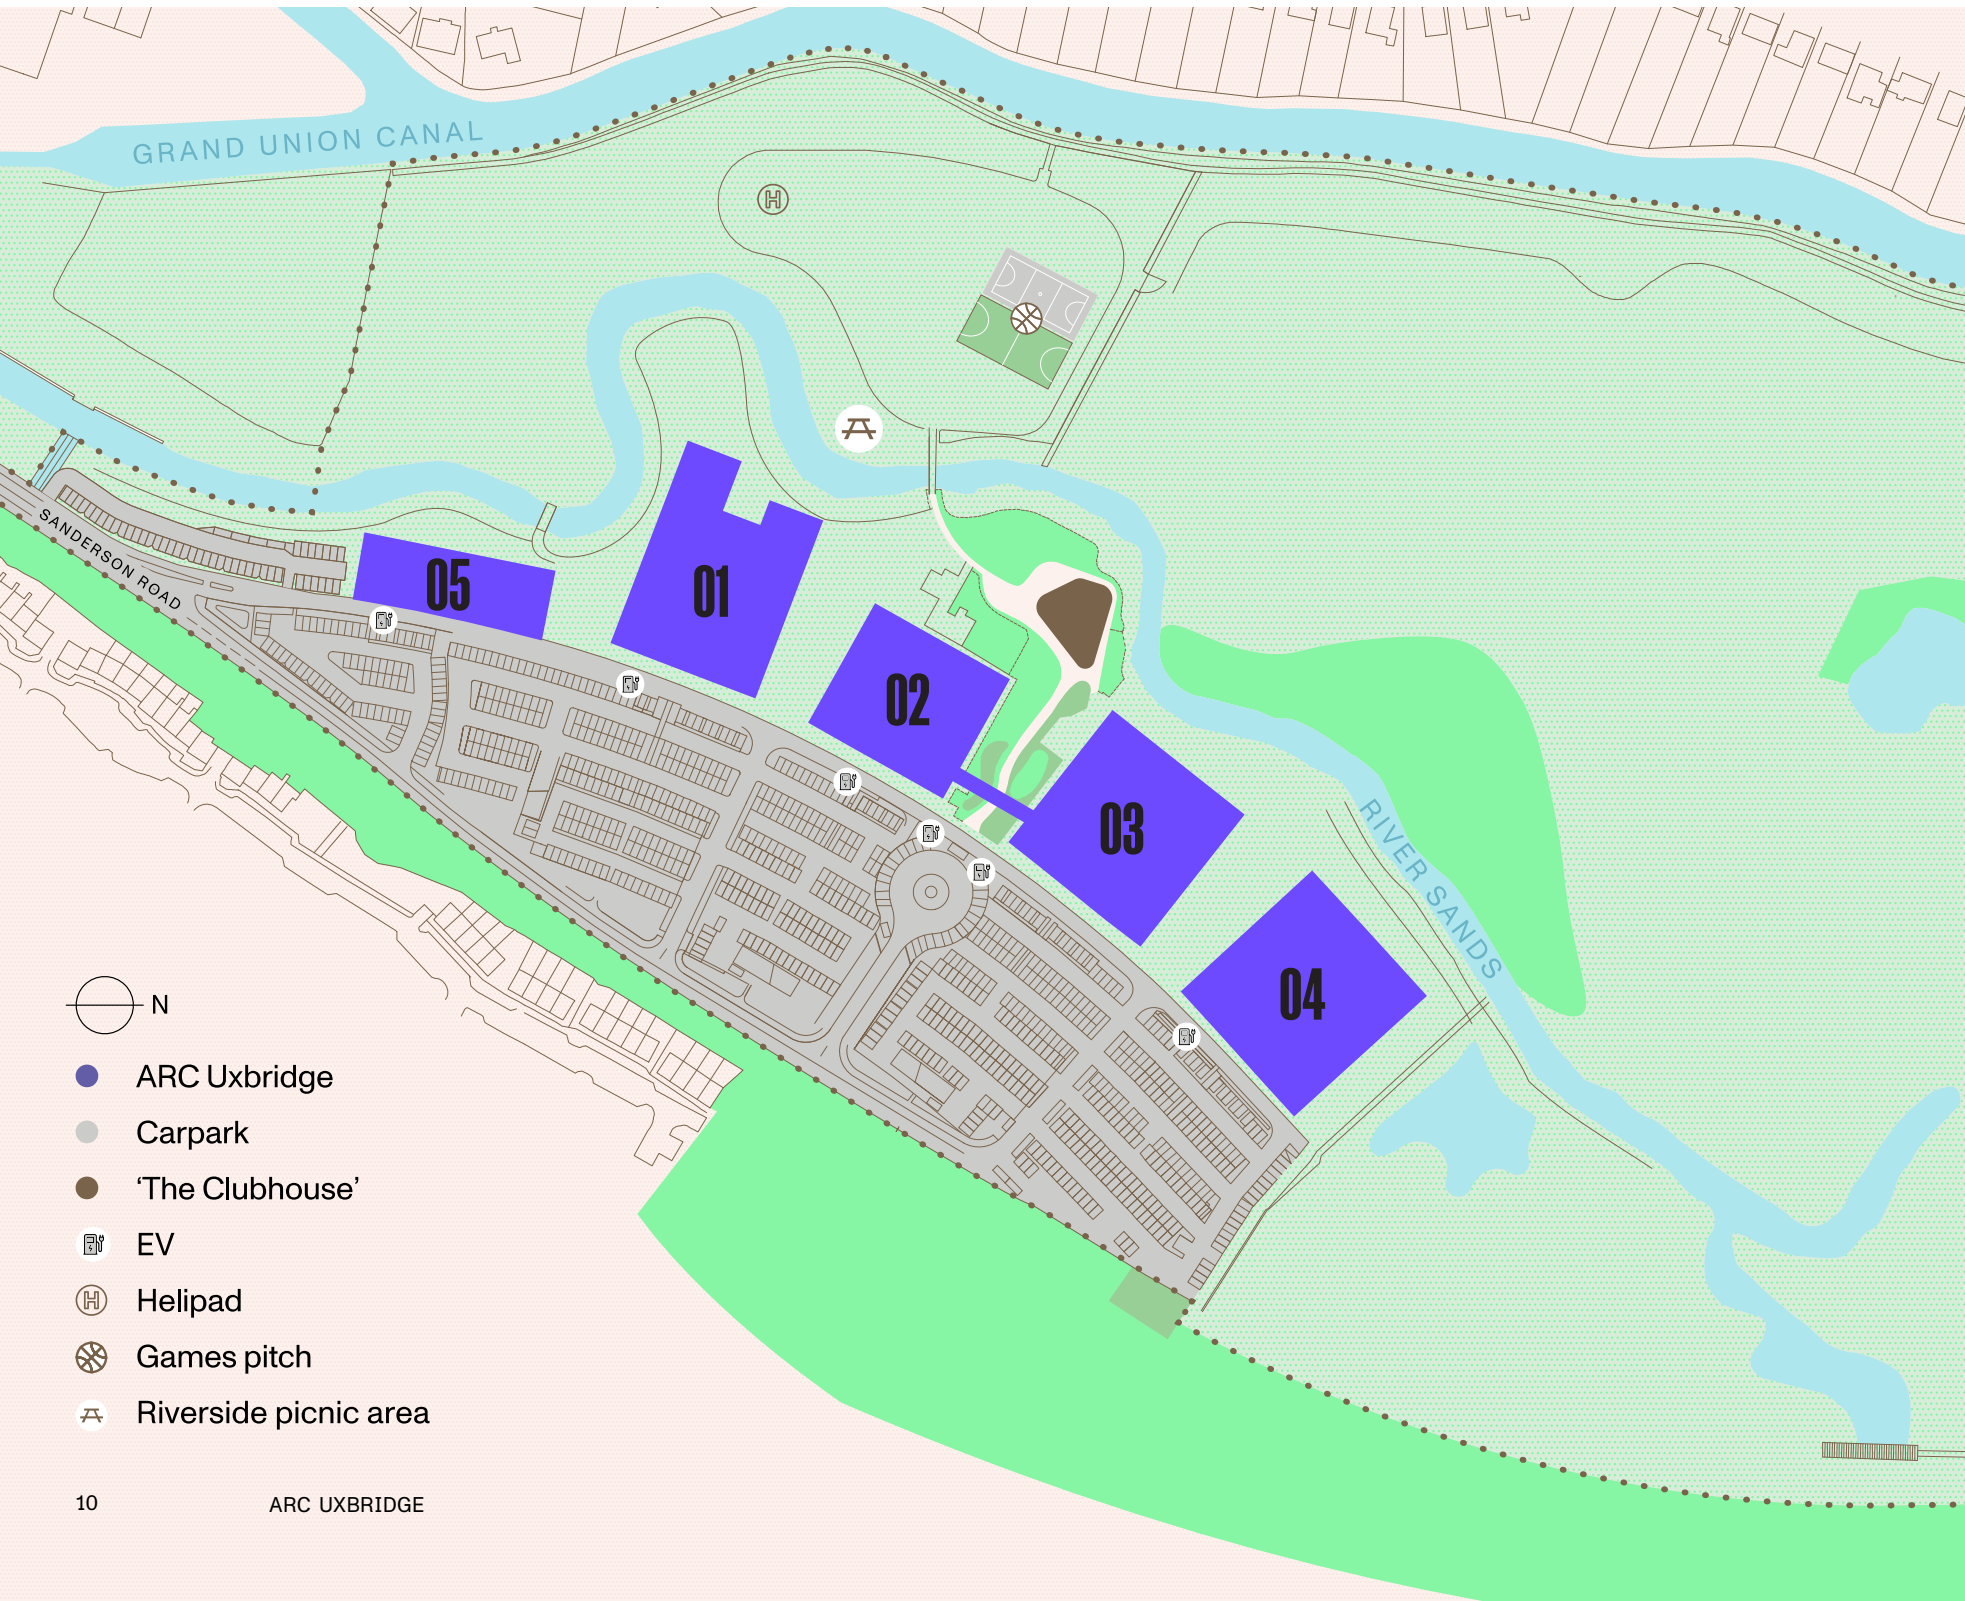 GRAND UNION CANAL
SANDERSON ROAD
05
01
02
03
04
RIVER SANDS
N
ARC Uxbridge
Carpark
‘The Clubhouse’
EV
H
Helipad
H
Games pitch
Riverside picnic area
10
ARC UXBRIDGE